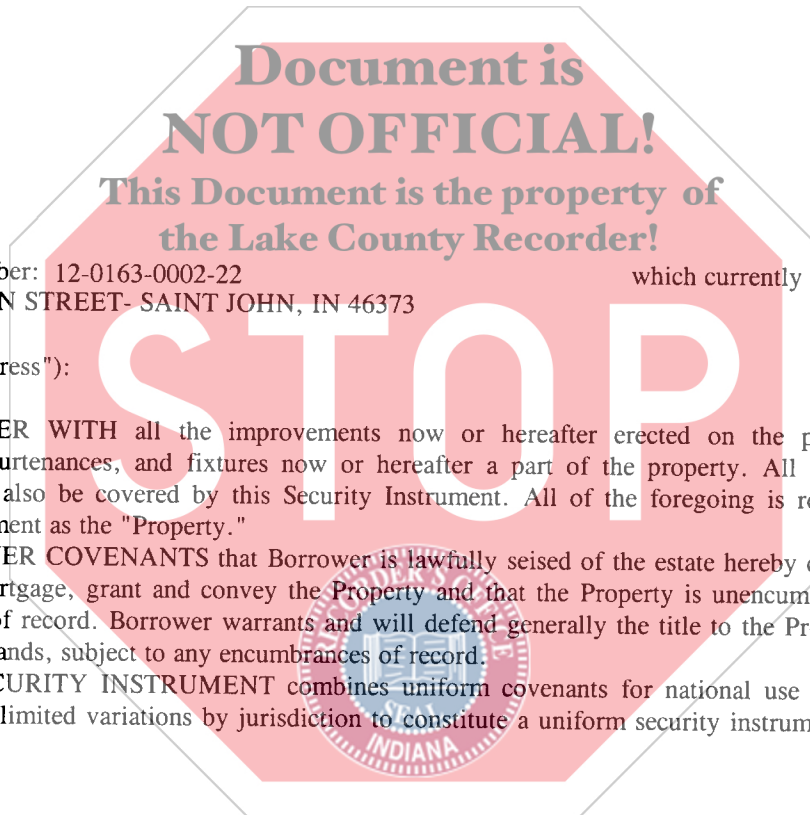 Document is
NOT OFFICIAL!
This Document is the property of
the Lake County Recorder!
ber: 12-0163-0002-22 which currently
N STREET- SAINT JOHN, IN 46373
ress"):
STOP
ER WITH all the improvements now or hereafter erected on the p
urtenances, and fixtures now or hereafter a part of the property. All
also be covered by this Security Instrument. All of the foregoing is r
ment as the "Property."
ER COVENANTS that Borrower is lawfully seised of the estate hereby
rtgage, grant and convey the Property and that the Property is unencum
of record. Borrower warrants and will defend generally the title to the Pr
ands, subject to any encumbrances of record.
CURITY INSTRUMENT combines uniform covenants for national use
limited variations by jurisdiction to constitute a uniform security instrum
RECORDER'S OFFICE
SEAL
INDIANA